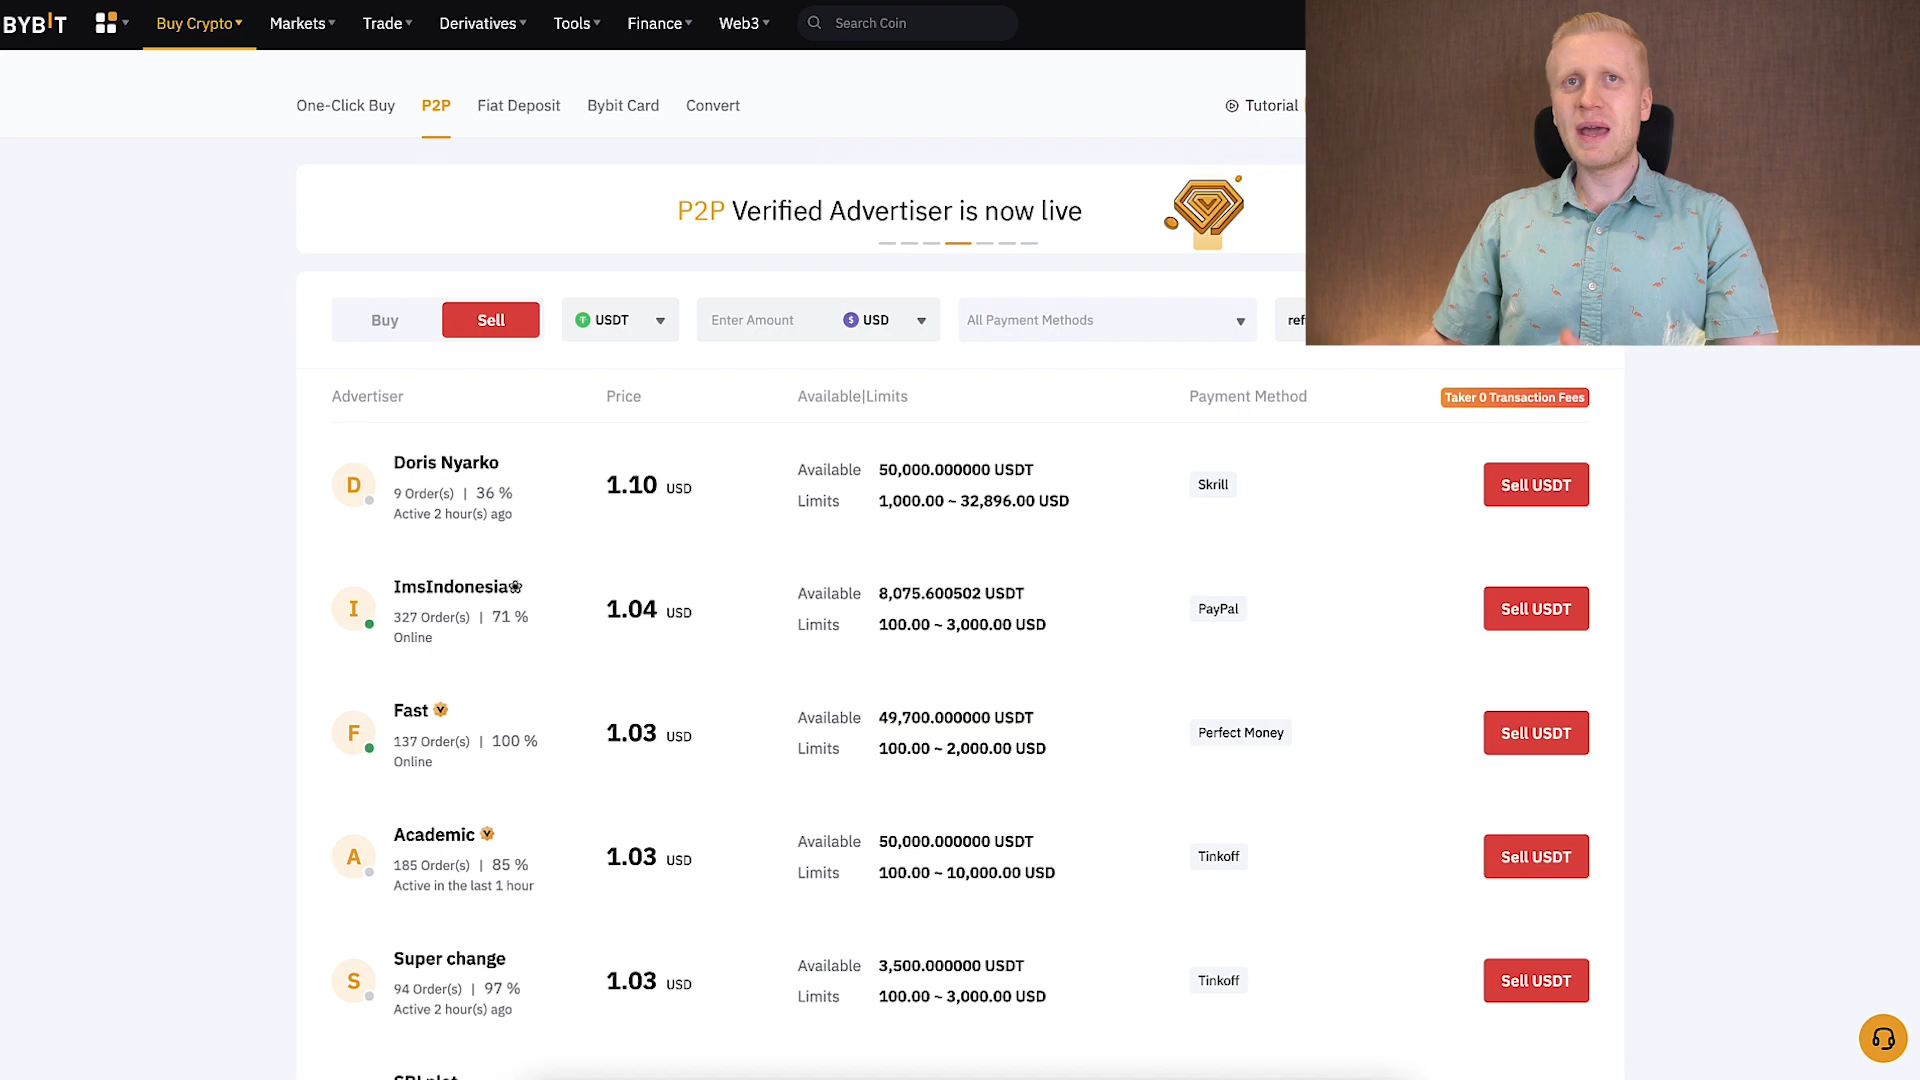 BYBIT Buy Crypto Markets Trade Derivatives Tools Finance Web3 Search Coin
One-Click Buy P2P Fiat Deposit Bybit Card Convert Tutorial
P2P Verified Advertiser is now live
Buy Sell USDT Enter Amount USD All Payment Methods
Advertiser Price Available|Limits Payment Method Taker 0 Transaction Fees
D Doris Nyarko
9 Order(s) | 36 %
Active 2 hour(s) ago
1.10 USD
Available 50,000.000000 USDT
Limits 1,000.00 ~ 32,896.00 USD
Skrill
Sell USDT
I ImsIndonesia❀
327 Order(s) | 71 %
Online
1.04 USD
Available 8,075.600502 USDT
Limits 100.00 ~ 3,000.00 USD
PayPal
Sell USDT
F Fast
137 Order(s) | 100 %
Online
1.03 USD
Available 49,700.000000 USDT
Limits 100.00 ~ 2,000.00 USD
Perfect Money
Sell USDT
A Academic
185 Order(s) | 85 %
Active in the last 1 hour
1.03 USD
Available 50,000.000000 USDT
Limits 100.00 ~ 10,000.00 USD
Tinkoff
Sell USDT
S Super change
94 Order(s) | 97 %
Active 2 hour(s) ago
1.03 USD
Available 3,500.000000 USDT
Limits 100.00 ~ 3,000.00 USD
Tinkoff
Sell USDT